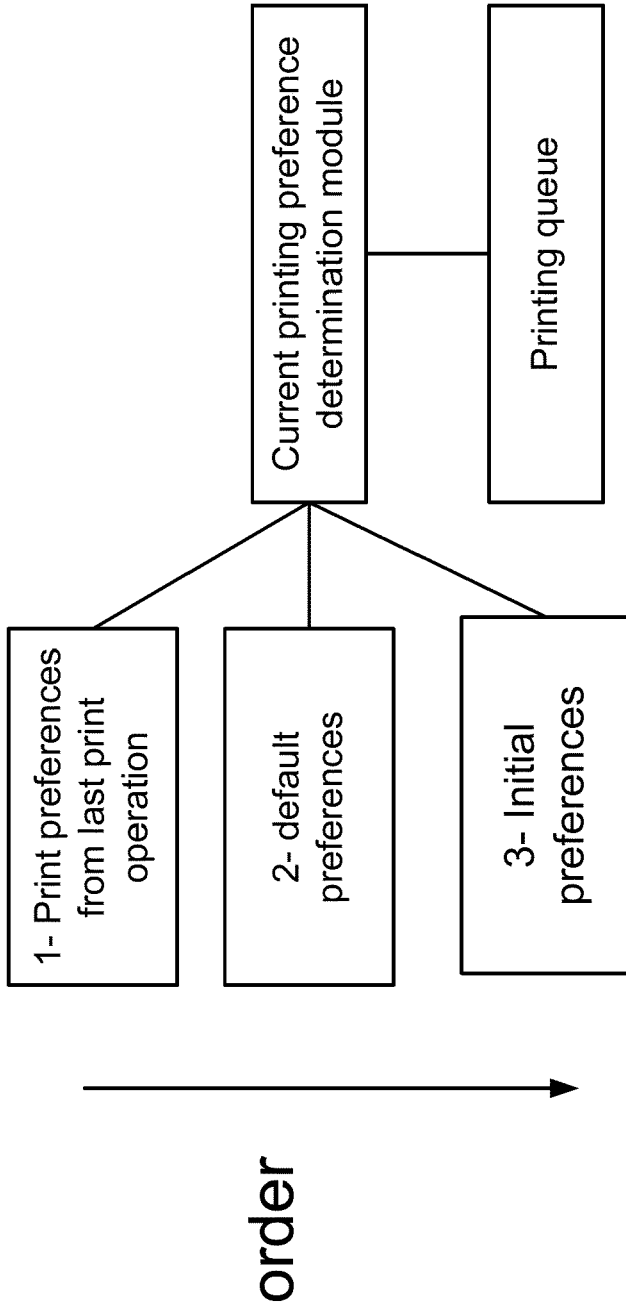 order
1- Print preferences
from last print
operation
2- default
preferences
3- Initial
preferences
Current printing preference
determination module
Printing queue